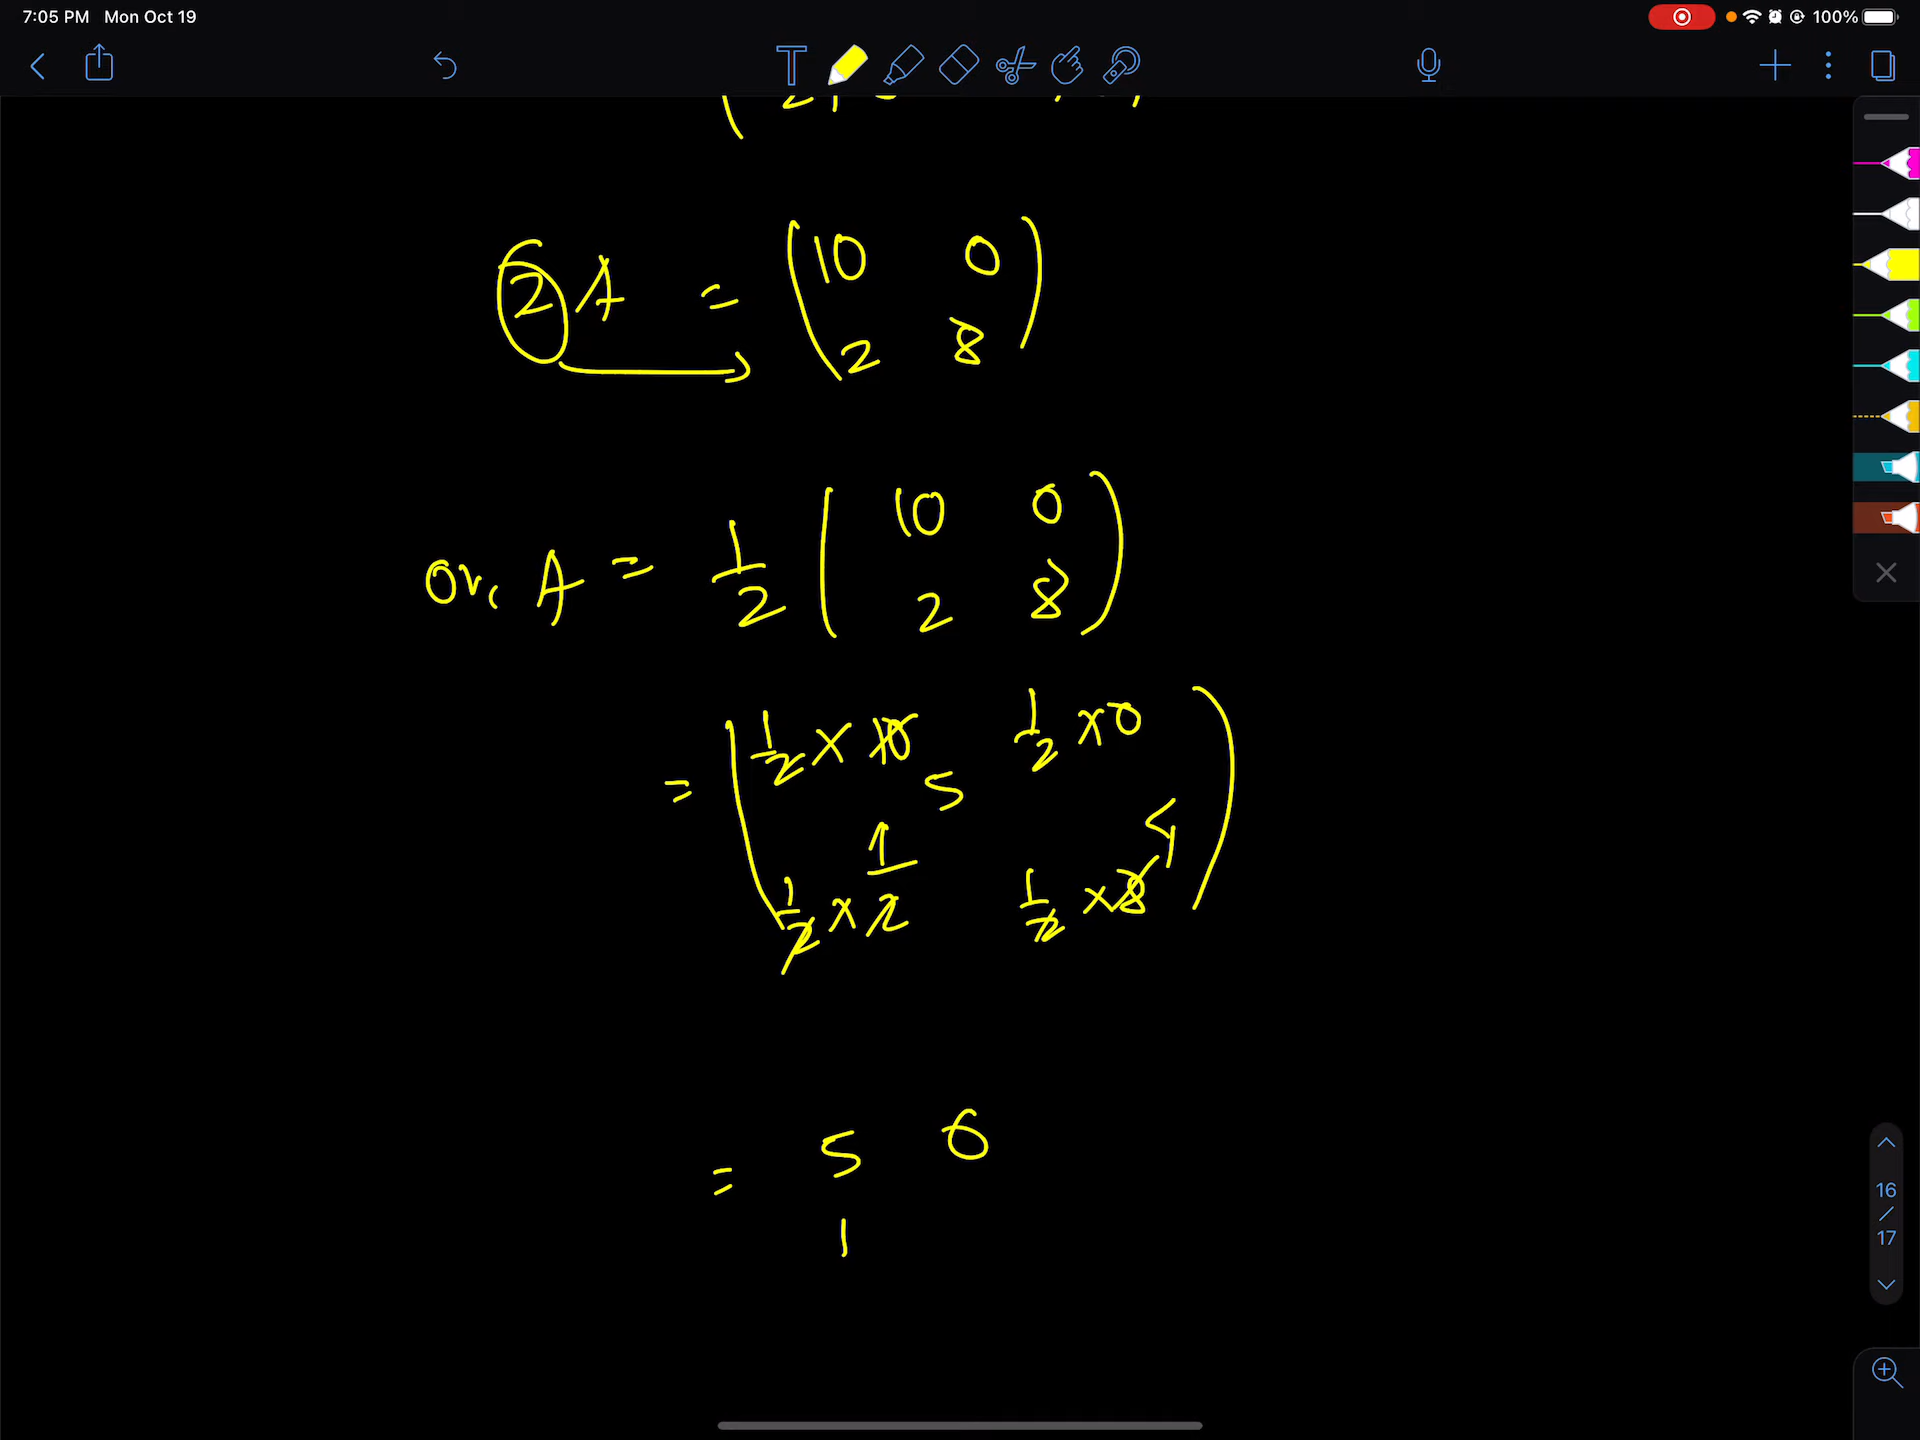 7:05 PM Mon Oct 19
100%
T
2A = (10 0
2 8)
Or, A = 1/2 (10 0
2 8)
= (1/2 × 10 5 1/2 × 0
1/2 × 2 1 1/2 × 8 4)
= 5 0
1
16
/
17